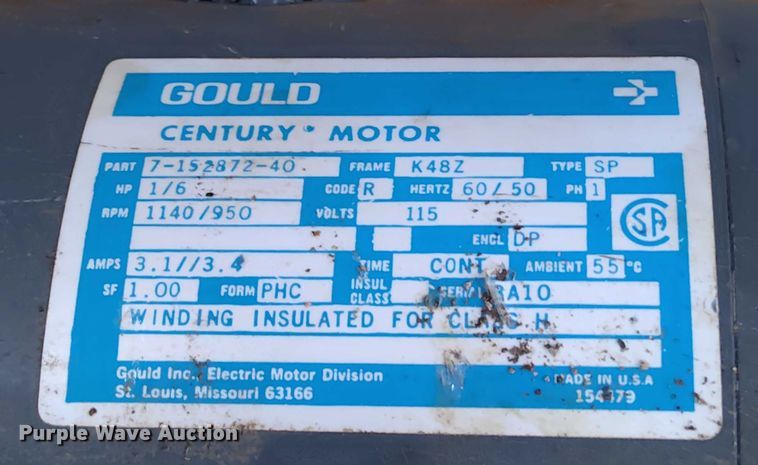 GOULD
CENTURY MOTOR
PART 7-152872-40 FRAME K48Z TYPE SP
HP 1/6 CODE R HERTZ 60/50 PH 1
RPM 1140/950 VOLTS 115
ENCL DP
AMPS 3.1//3.4 TIME CONT AMBIENT 55 °C
SF 1.00 FORM PHC INSUL CLASS BA10
WINDING INSULATED FOR CLASS H
Gould Inc., Electric Motor Division
St. Louis, Missouri 63166
MADE IN U.S.A
CSA
Purple Wave Auction